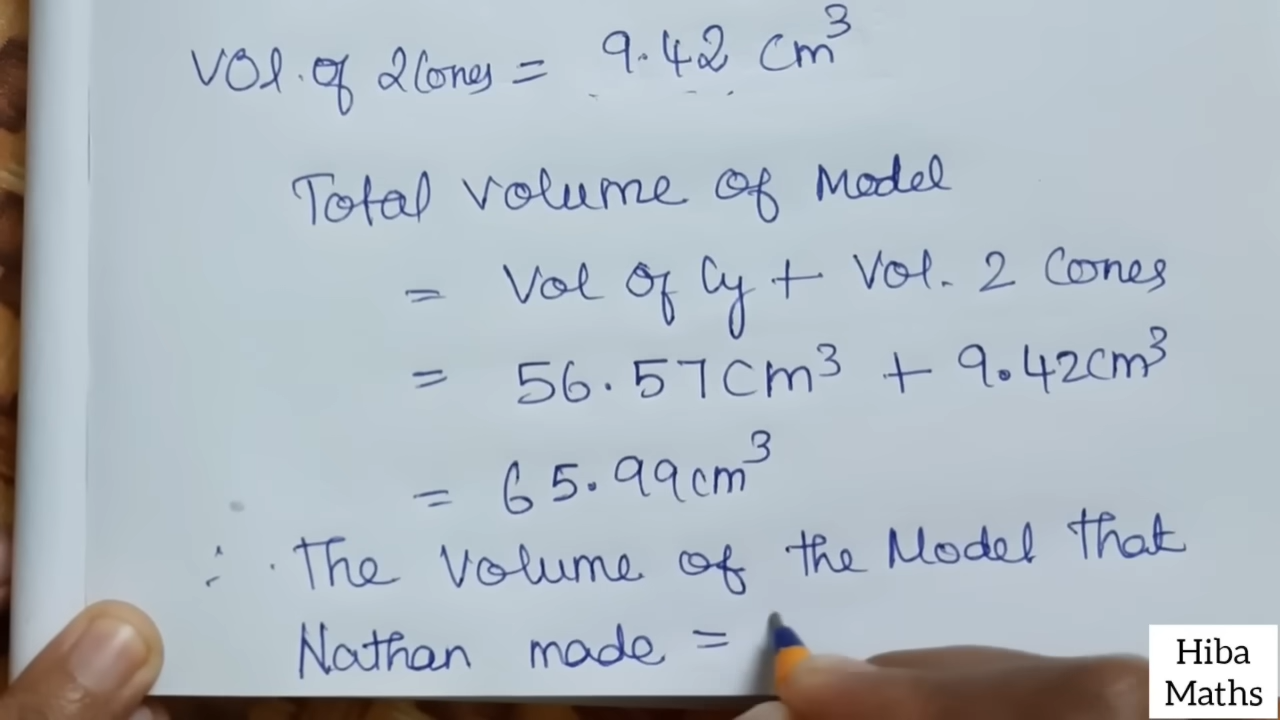 Vol. of 2 Cones = 9.42 cm³
Total volume of Model
= Vol of Cy + Vol. 2 Cones
= 56.57 cm³ + 9.42 cm³
= 65.99 cm³
∴ The Volume of the Model that
Nathan made =
Hiba
Maths